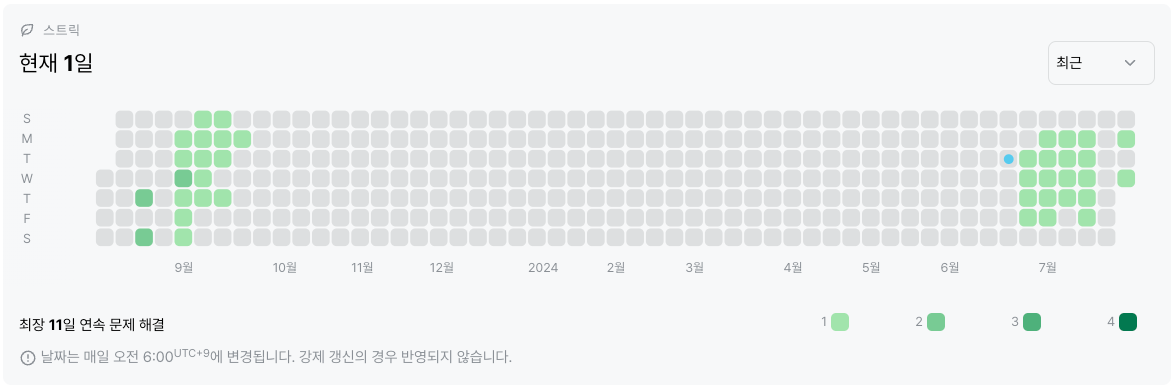 스트릭
현재 1일
최근
S
M
T
W
T
F
S
9월 10월 11월 12월 2024 2월 3월 4월 5월 6월 7월
최장 11일 연속 문제 해결
1 2 3 4
날짜는 매일 오전 6:00UTC+9에 변경됩니다. 강제 갱신의 경우 반영되지 않습니다.